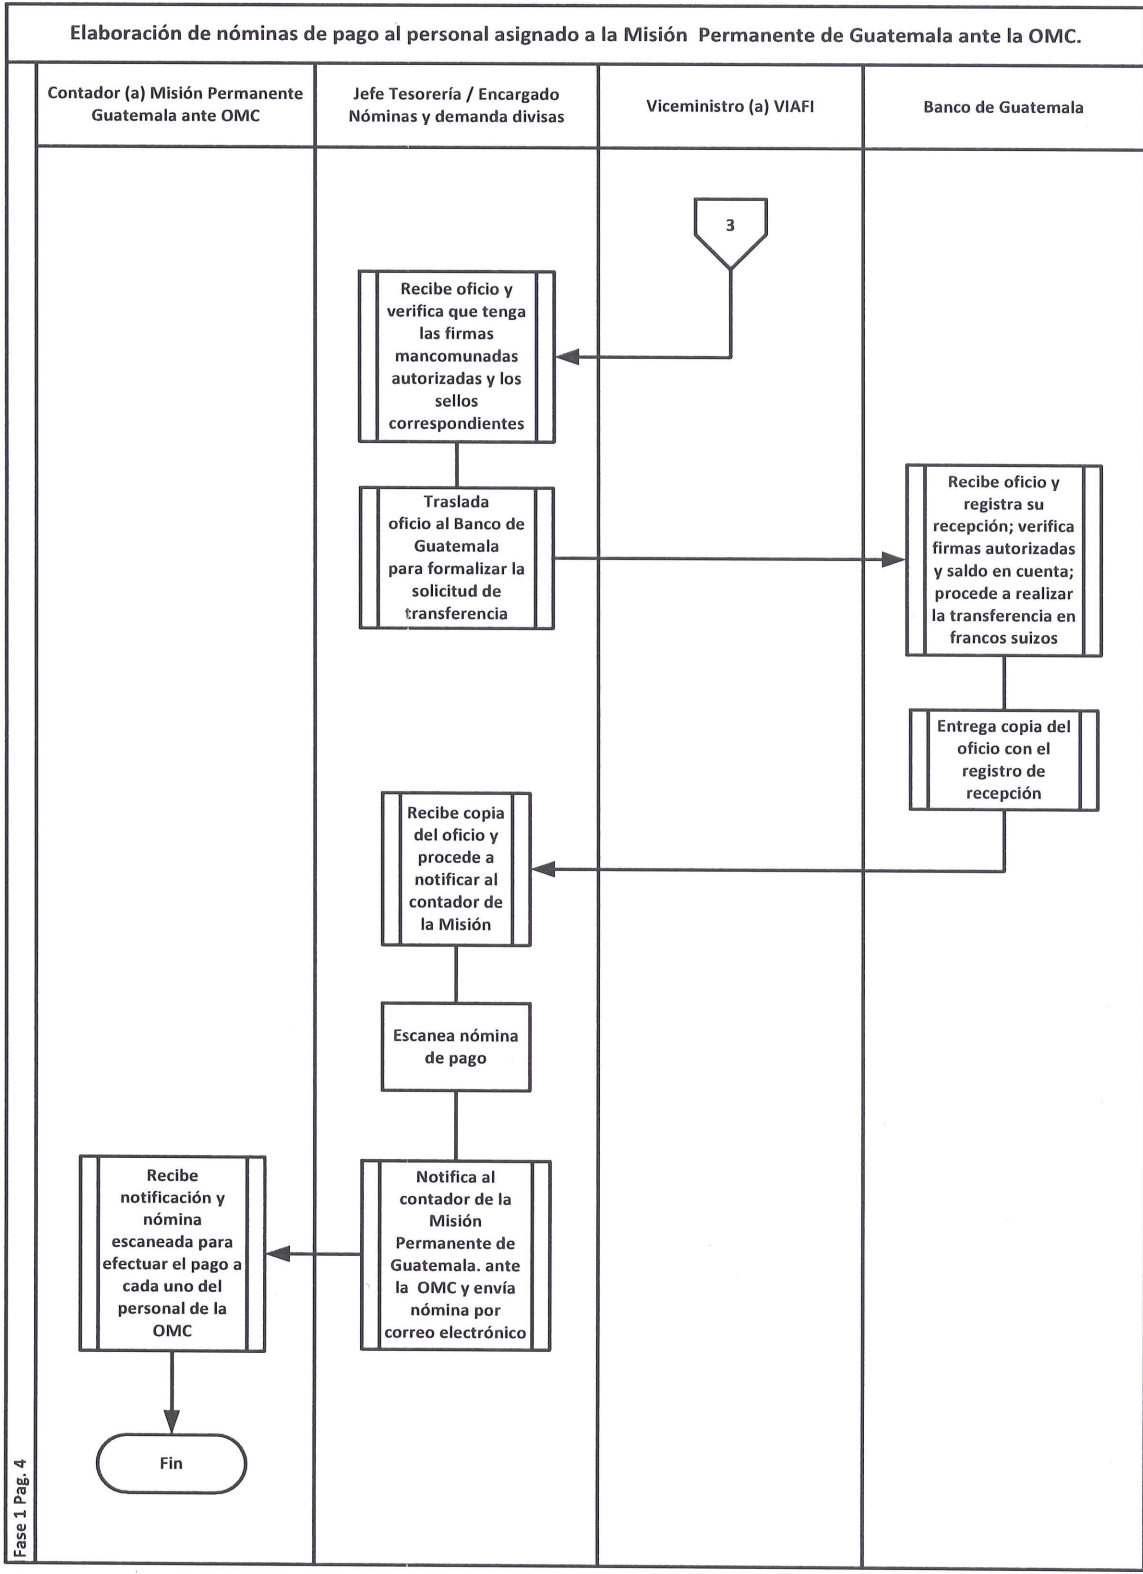 Elaboración de nóminas de pago al personal asignado a la Misión Permanente de Guatemala ante la OMC.
Contador (a) Misión Permanente
Guatemala ante OMC
Jefe Tesorería / Encargado
Nóminas y demanda divisas
Viceministro (a) VIAFI
Banco de Guatemala
3
Recibe oficio y
verifica que tenga
las firmas
mancomunadas
autorizadas y los
sellos
correspondientes
Traslada
oficio al Banco de
Guatemala
para formalizar la
solicitud de
transferencia
Recibe oficio y
registra su
recepción; verifica
firmas autorizadas
y saldo en cuenta;
procede a realizar
la transferencia en
francos suizos
Entrega copia del
oficio con el
registro de
recepción
Recibe copia
del oficio y
procede a
notificar al
contador de
la Misión
Escanea nómina
de pago
Notifica al
contador de la
Misión
Permanente de
Guatemala. ante
la OMC y envía
nómina por
correo electrónico
Recibe
notificación y
nómina
escaneada para
efectuar el pago a
cada uno del
personal de la
OMC
Fin
Fase 1 Pag. 4